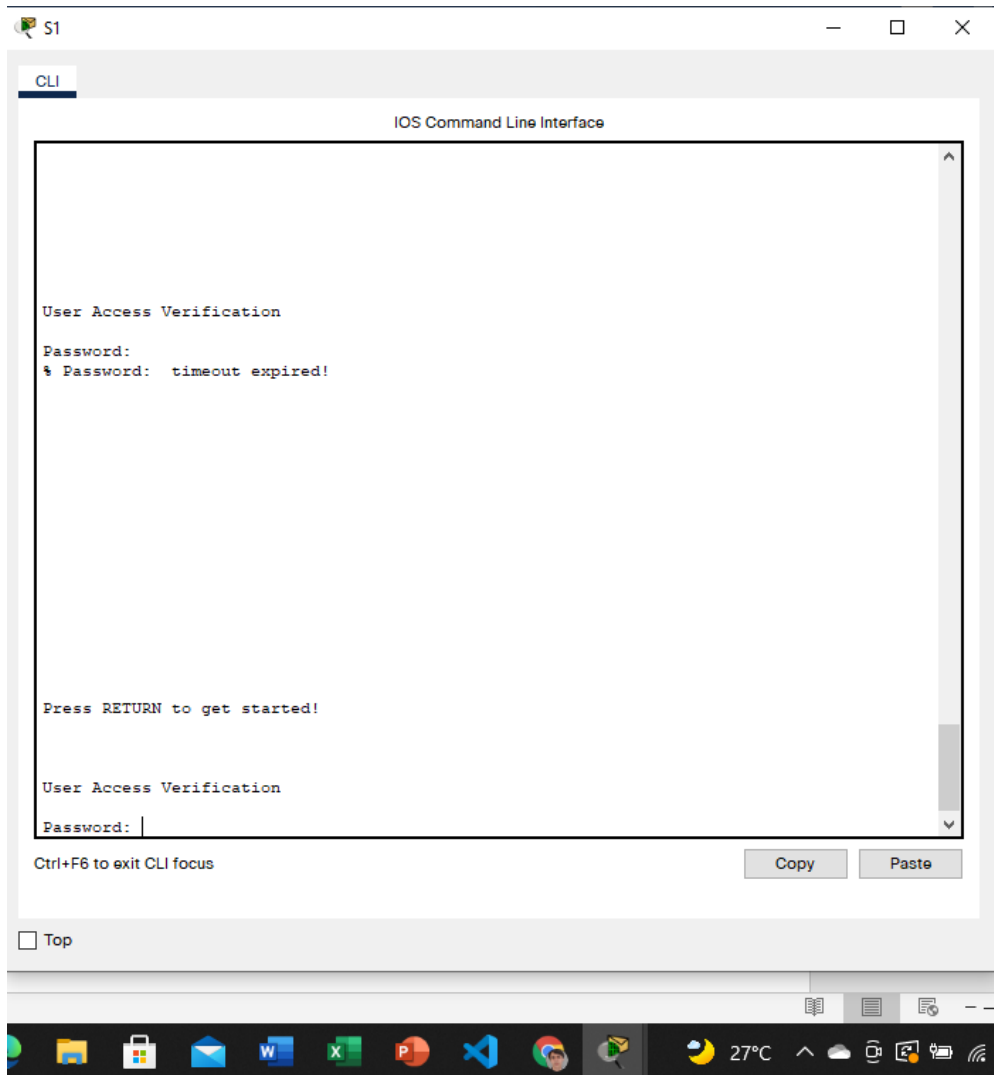 S1
CLI
IOS Command Line Interface
User Access Verification
Password:
% Password:  timeout expired!
Press RETURN to get started!
User Access Verification
Password:
Ctrl+F6 to exit CLI focus
Copy
Paste
Top
27°C